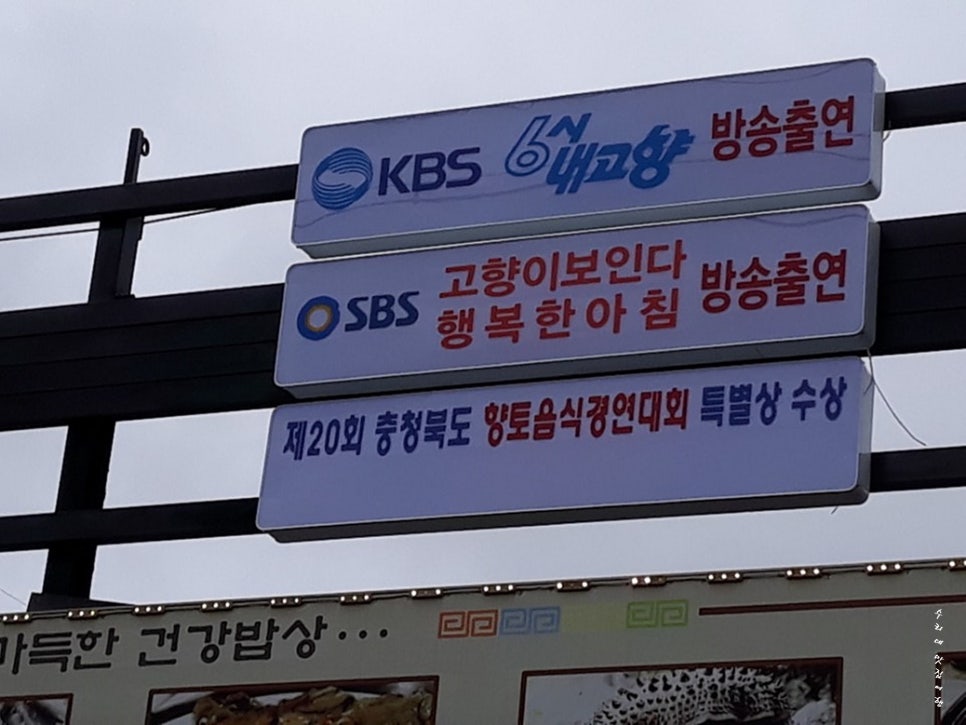 KBS 6시 내고향 방송출연
SBS 고향이보인다 방송출연
행복한아침
제20회 충청북도 향토음식경연대회 특별상 수상
득한 건강밥상...